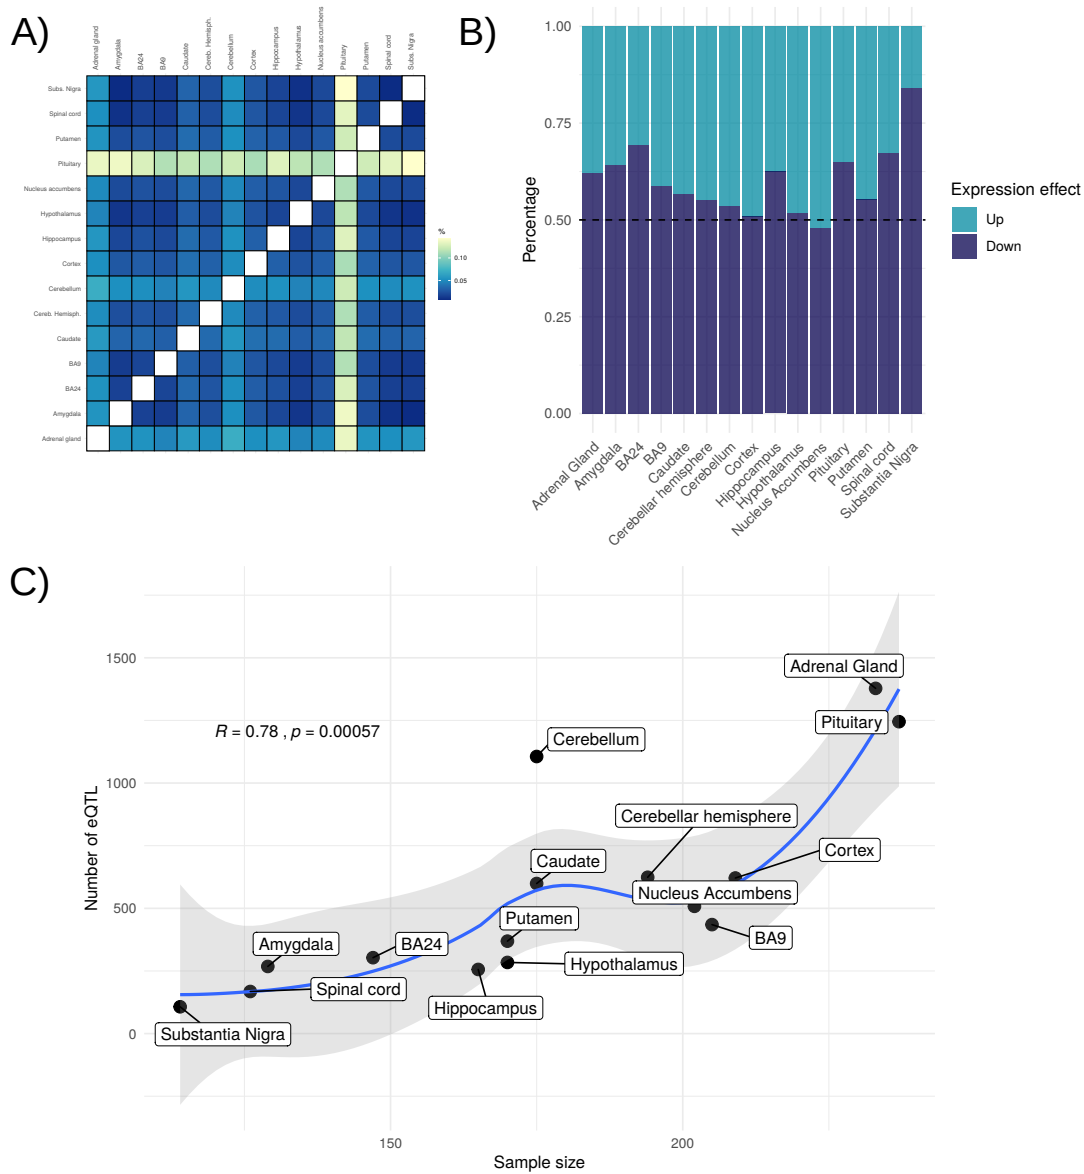 A)
Adrenal gland
Amygdala
BA24
BA9
Caudate
Cereb. Hemisph.
Cerebellum
Cortex
Hippocampus
Hypothalamus
Nucleus accumbens
Pituitary
Putamen
Spinal cord
Subs. Nigra
Subs. Nigra
Spinal cord
Putamen
Pituitary
Nucleus accumbens
Hypothalamus
Hippocampus
Cortex
Cerebellum
Cereb. Hemisph.
Caudate
BA9
BA24
Amygdala
Adrenal gland
%
0.10
0.05
B)
Percentage
1.00
0.75
0.50
0.25
0.00
Adrenal Gland
Amygdala
BA24
BA9
Caudate
Cerebellar hemisphere
Cerebellum
Cortex
Hippocampus
Hypothalamus
Nucleus Accumbens
Pituitary
Putamen
Spinal cord
Substantia Nigra
Expression effect
Up
Down
C)
Number of eQTL
1500
1000
500
0
R = 0.78 , p = 0.00057
Adrenal Gland
Pituitary
Cerebellum
Cerebellar hemisphere
Cortex
Caudate
Nucleus Accumbens
Putamen
BA9
Amygdala
BA24
Hypothalamus
Spinal cord
Hippocampus
Substantia Nigra
150
200
Sample size